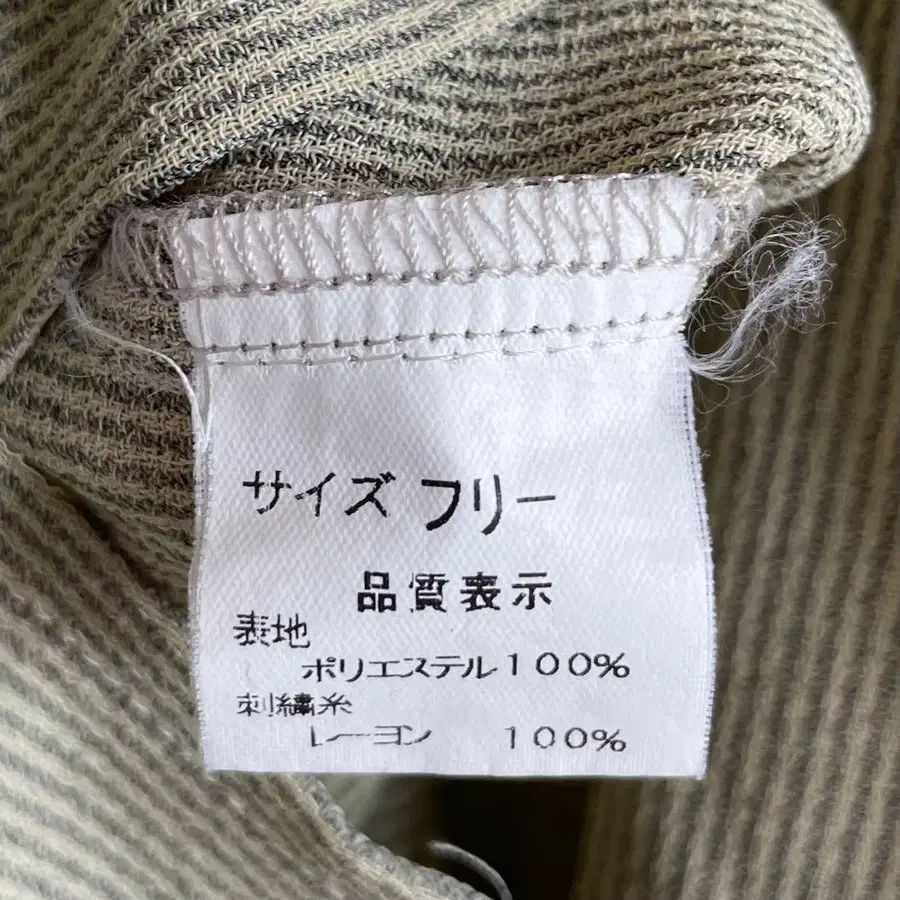 サイズ フリー
品質表示
表地
ポリエステル100%
刺繍糸
レーヨン 100%